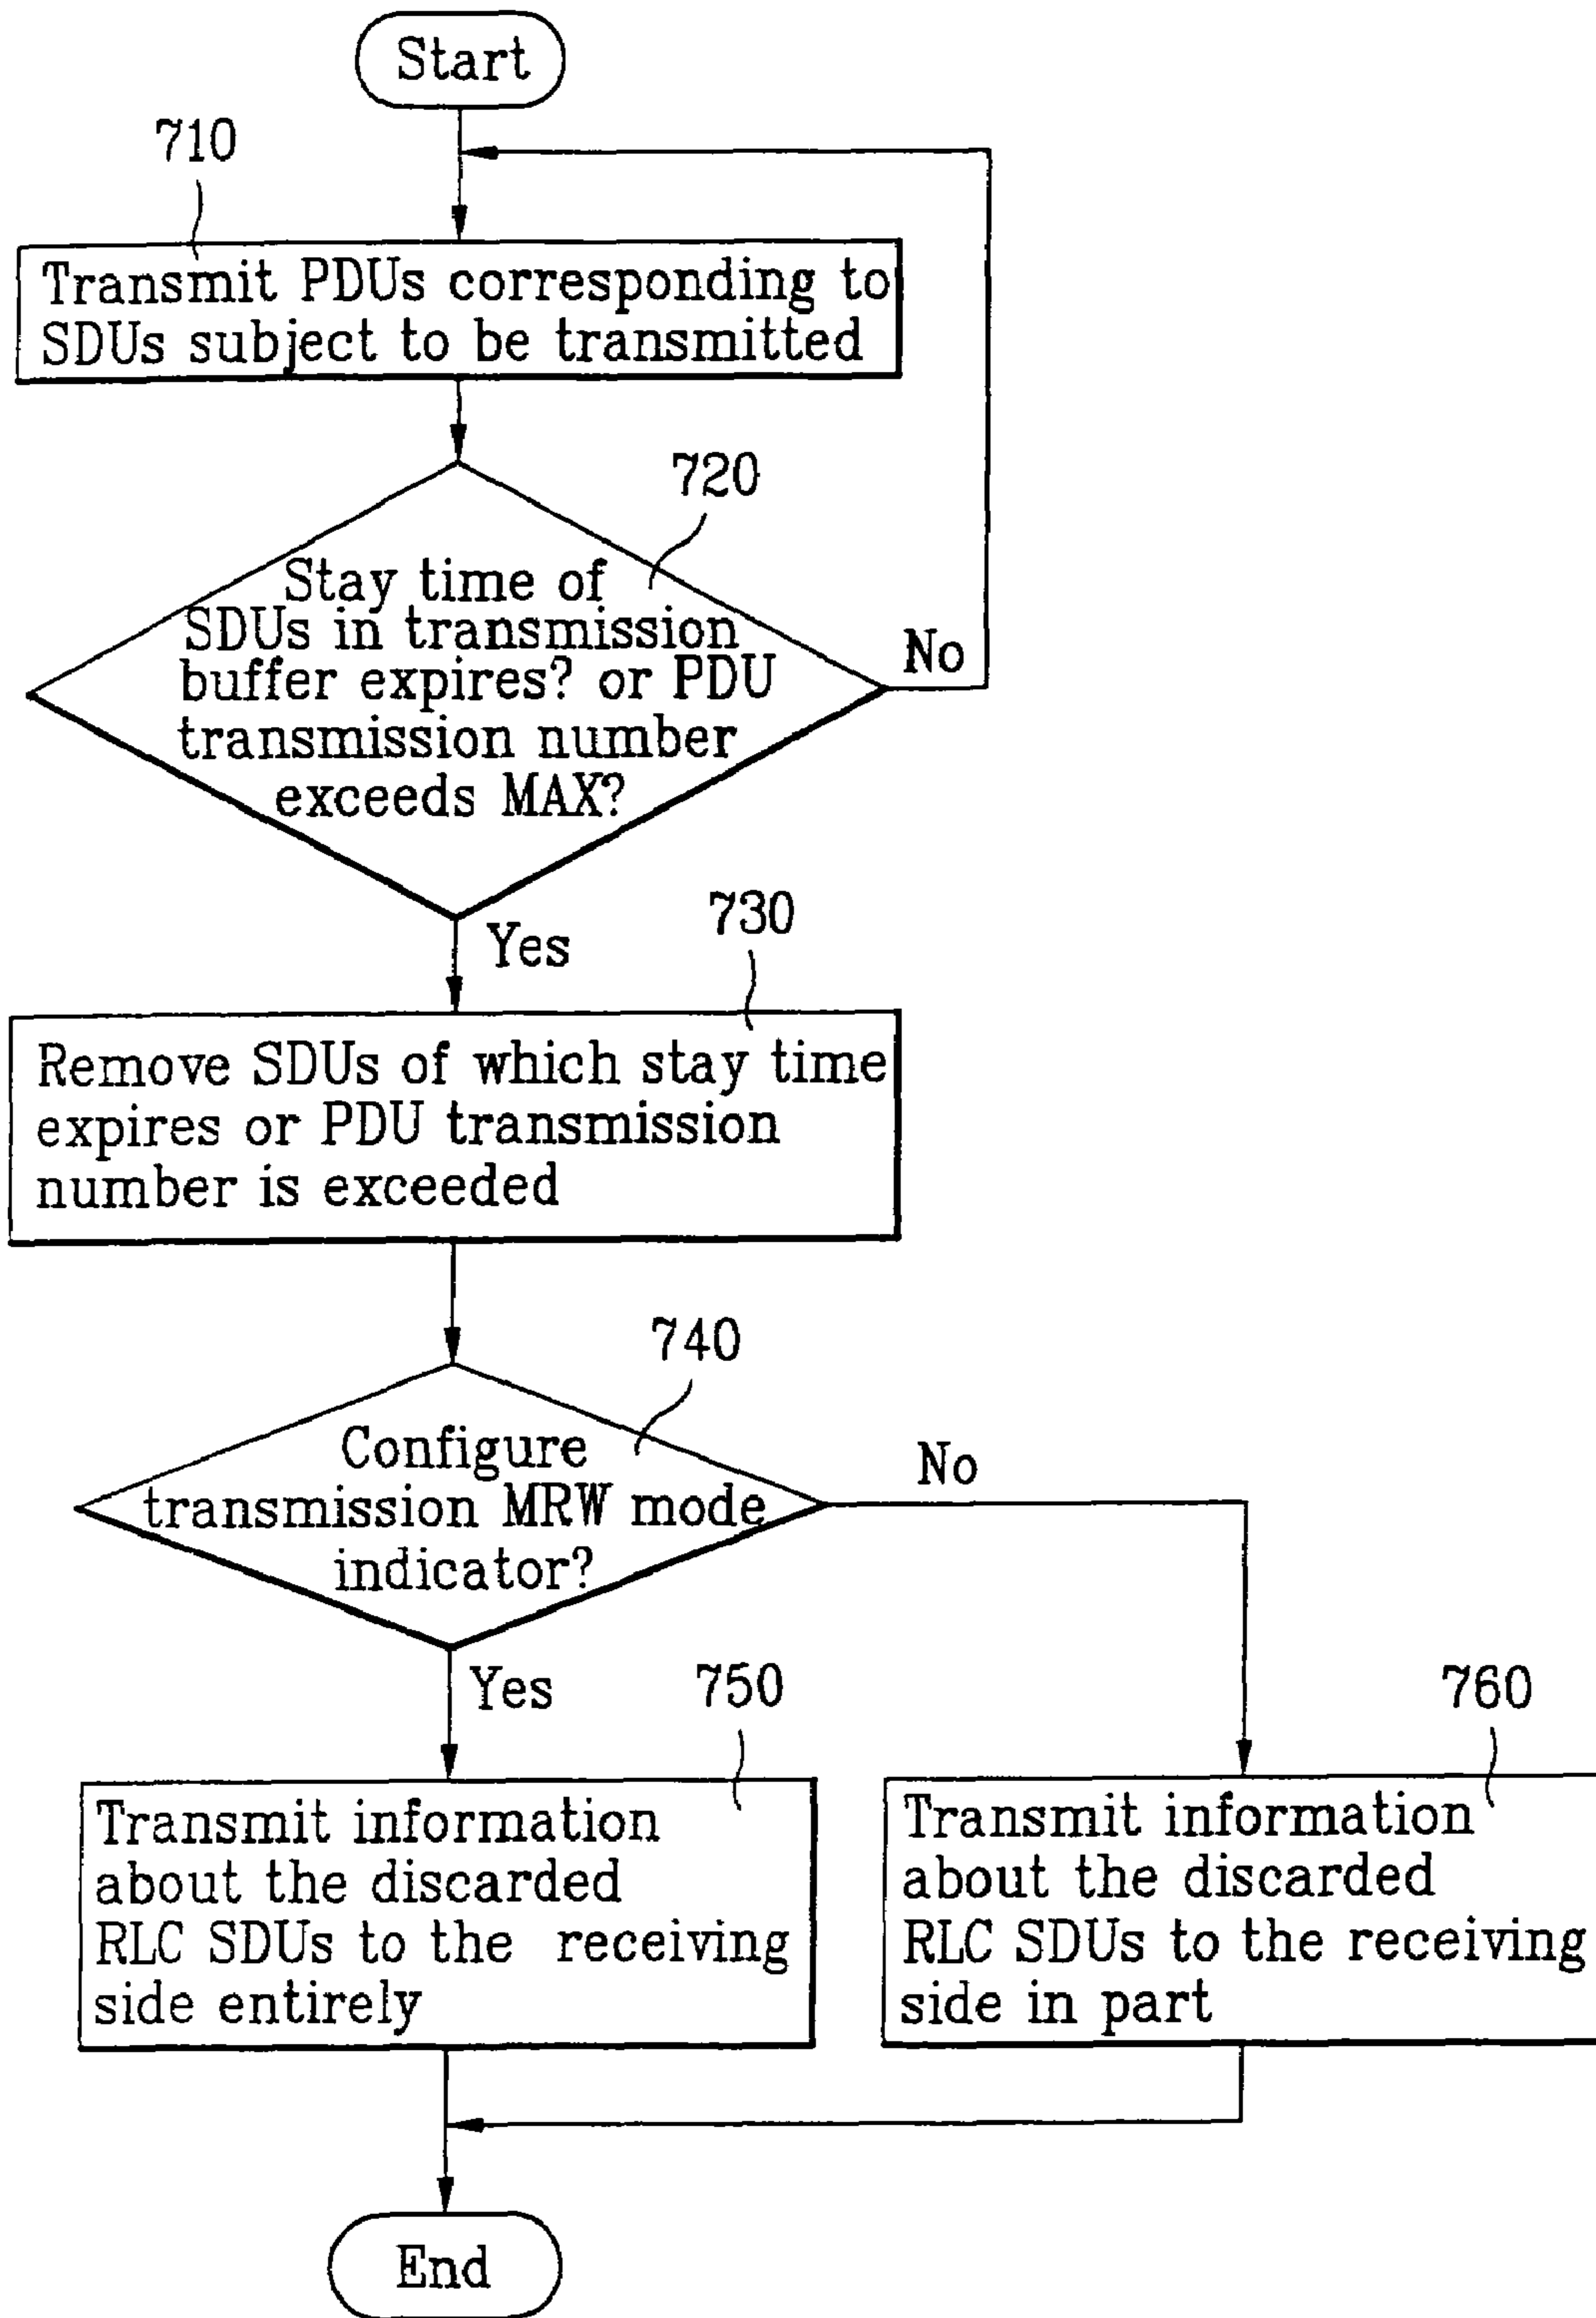 Start
710
Transmit PDUs corresponding to
SDUs subject to be transmitted
720
Stay time of
SDUs in transmission
buffer expires? or PDU
transmission number
exceeds MAX?
No
Yes
730
Remove SDUs of which stay time
expires or PDU transmission
number is exceeded
740
Configure
transmission MRW mode
indicator?
No
Yes
750
Transmit information
about the discarded
RLC SDUs to the receiving
side entirely
760
Transmit information
about the discarded
RLC SDUs to the receiving
side in part
End